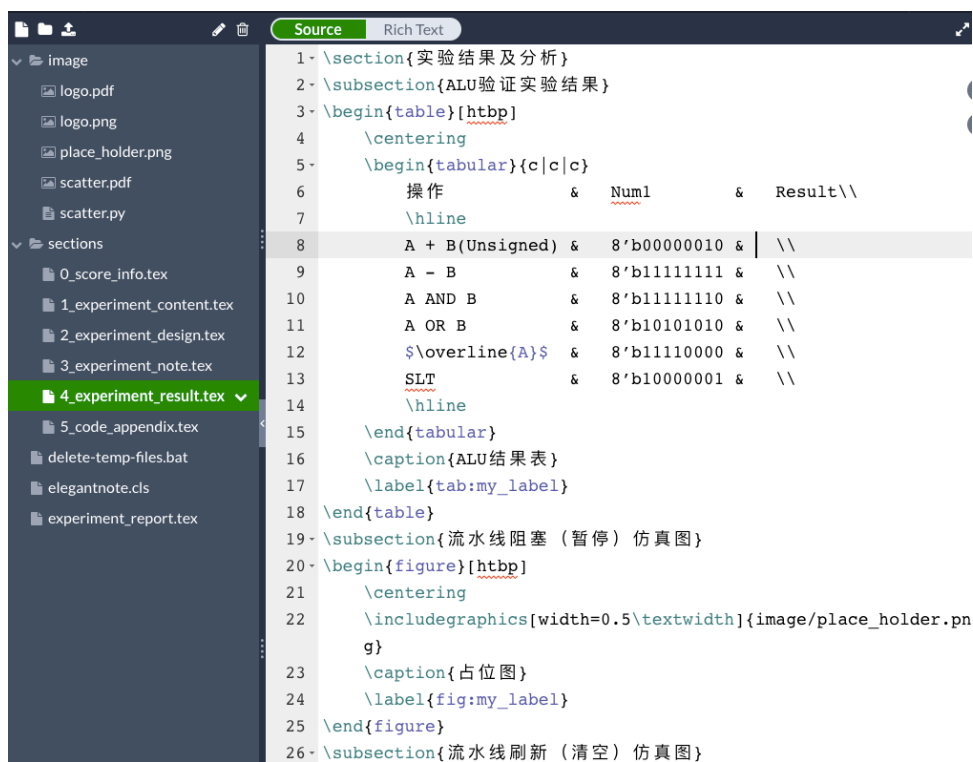 Source
Rich Text
image
logo.pdf
logo.png
place_holder.png
scatter.pdf
scatter.py
sections
0_score_info.tex
1_experiment_content.tex
2_experiment_design.tex
3_experiment_note.tex
4_experiment_result.tex
5_code_appendix.tex
delete-temp-files.bat
elegantnote.cls
experiment_report.tex
1 \section{实验结果及分析}
2 \subsection{ALU验证实验结果}
3 \begin{table}[htbp]
4 \centering
5 \begin{tabular}{c|c|c}
6 操作 & Num1 & Result\\
7 \hline
8 A + B(Unsigned) & 8'b00000010 & \\
9 A - B & 8'b11111111 & \\
10 A AND B & 8'b11111110 & \\
11 A OR B & 8'b10101010 & \\
12 $\overline{A}$ & 8'b11110000 & \\
13 SLT & 8'b10000001 & \\
14 \hline
15 \end{tabular}
16 \caption{ALU结果表}
17 \label{tab:my_label}
18 \end{table}
19 \subsection{流水线阻塞（暂停）仿真图}
20 \begin{figure}[htbp]
21 \centering
22 \includegraphics[width=0.5\textwidth]{image/place_holder.pn
g}
23 \caption{占位图}
24 \label{fig:my_label}
25 \end{figure}
26 \subsection{流水线刷新（清空）仿真图}